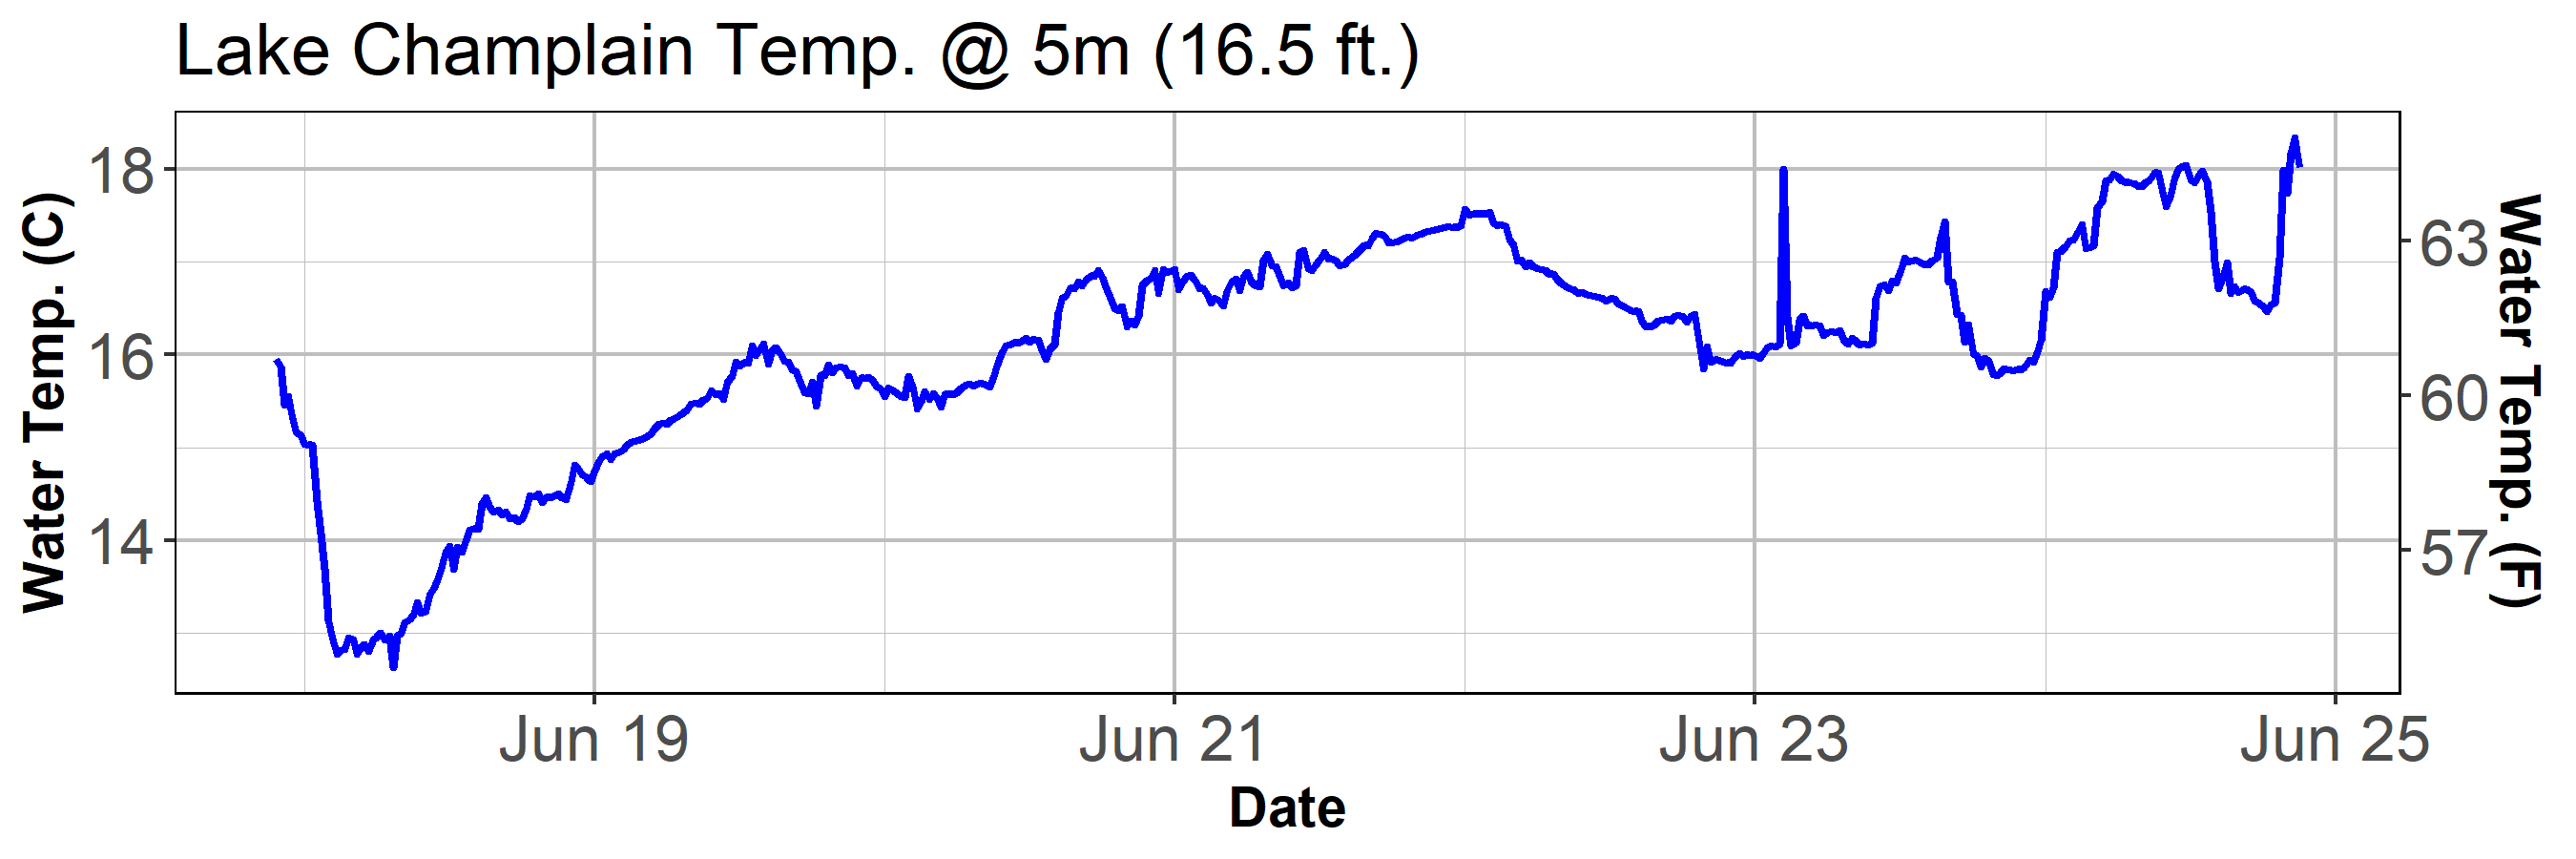 Lake Champlain Temp. @ 5m (16.5 ft.)
Water Temp. (C)
18
16
14
63
60
57
Water Temp. (F)
Jun 19
Jun 21
Jun 23
Jun 25
Date